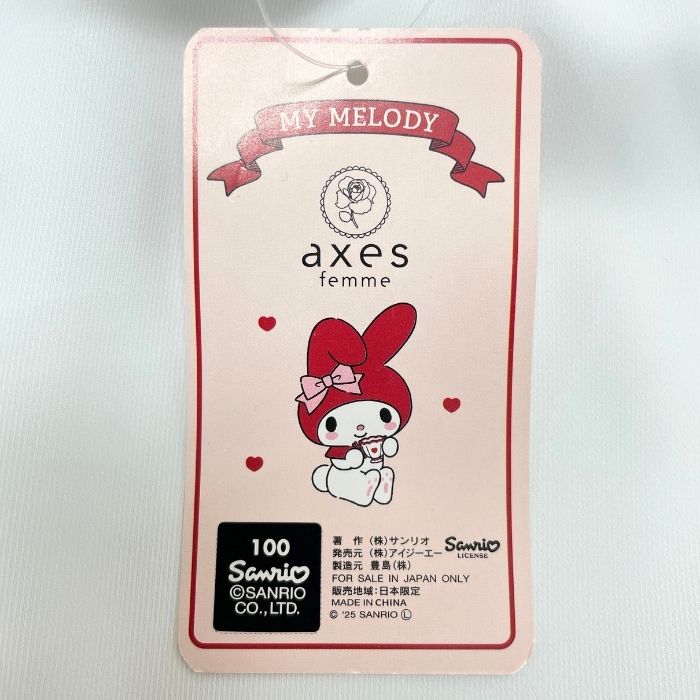 MY MELODY
axes
femme
100
Sanrio
©SANRIO
CO.,LTD.
著　作 (株)サンリオ
発売元 (株)アイジーエー
製造元 豊島(株)
FOR SALE IN JAPAN ONLY
販売地域:日本限定
MADE IN CHINA
© '25 SANRIO Ⓛ
Sanrio
LICENSE